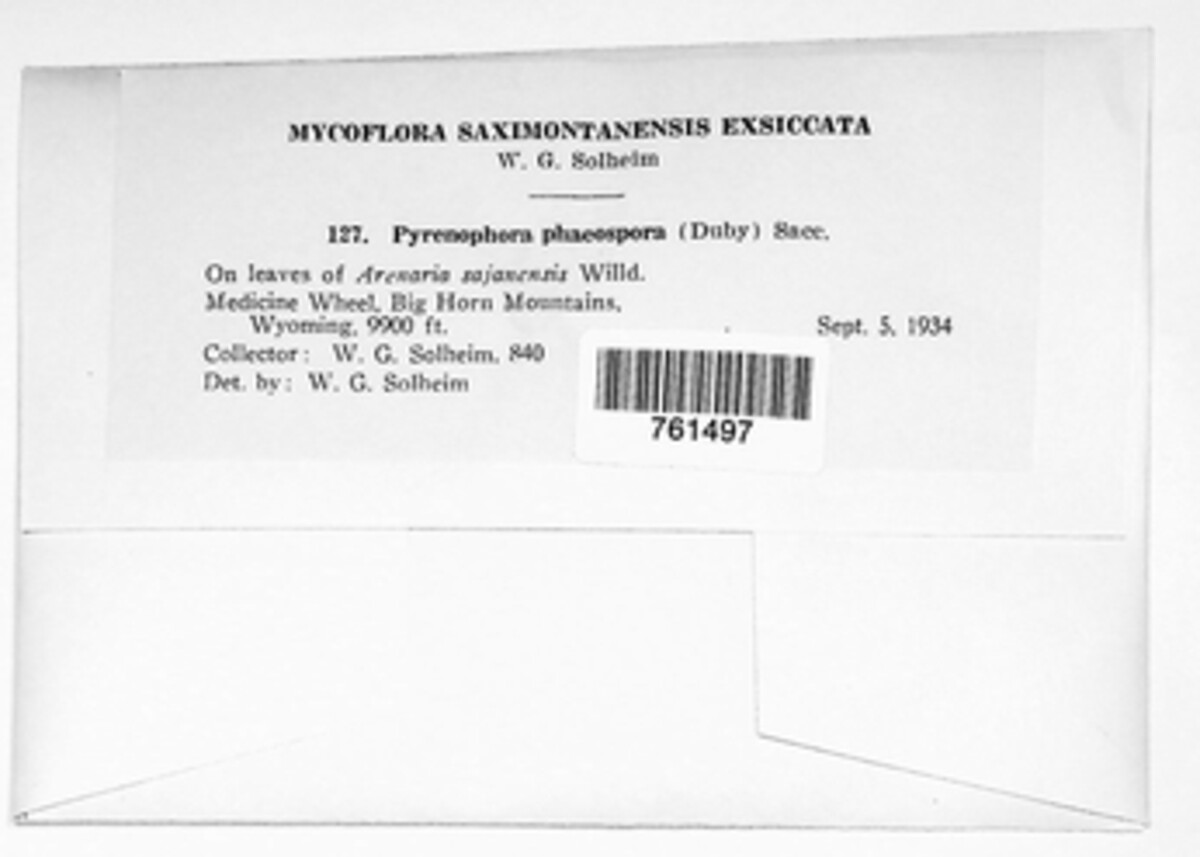 MYCOFLORA SAXIMONTANENSIS EXSICCATA
W. G. Solheim
127. Pyrenophora phaeospora (Duby) Sacc.
On leaves of Arenaria sajanensis Willd.
Medicine Wheel, Big Horn Mountains,
Wyoming, 9900 ft. Sept. 5, 1934
Collector: W. G. Solheim, 840
Det. by: W. G. Solheim
761497